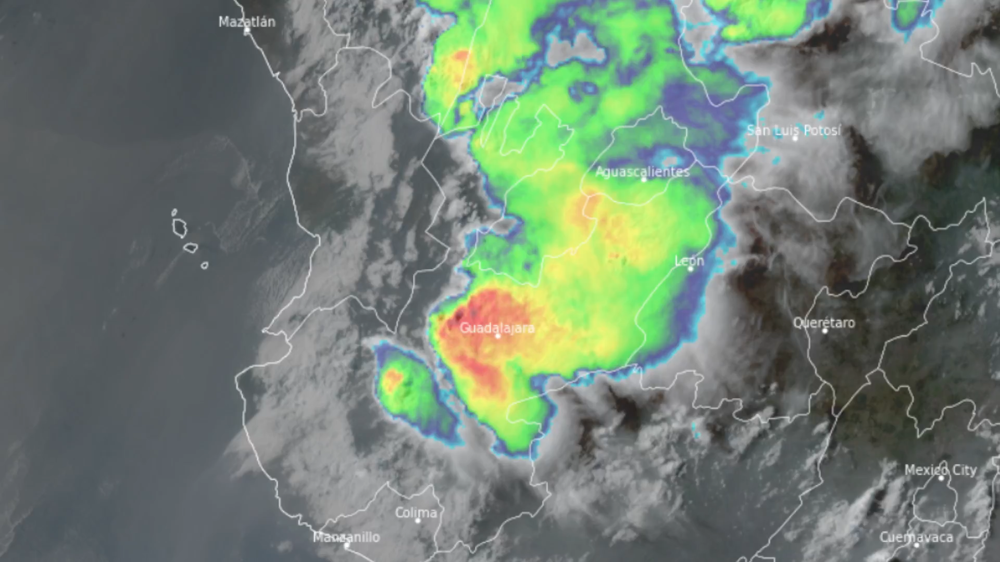 Mazatlán
San Luis Potosí
Aguascalientes
León
Querétaro
Guadalajara
Mexico City
Colima
Manzanillo
Cuernavaca